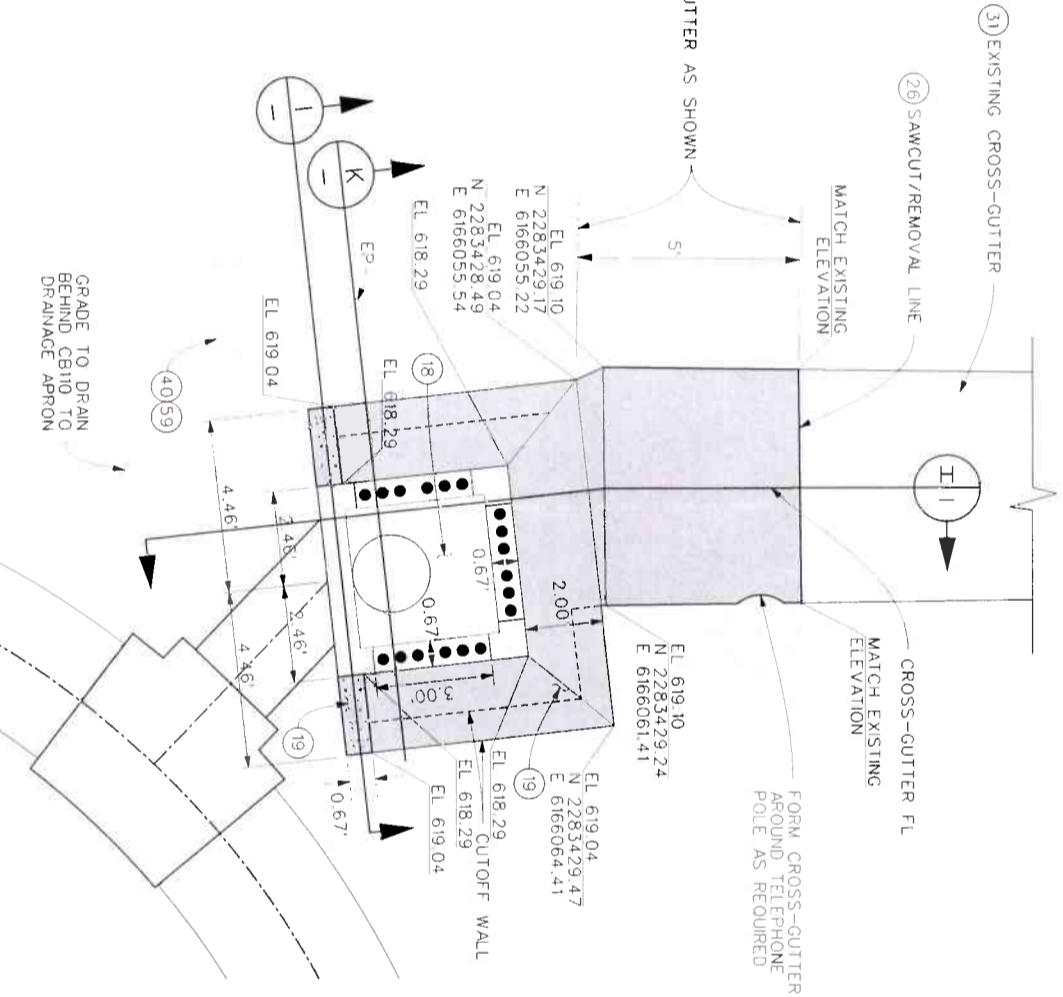 31 EXISTING CROSS-GUTTER
26 SAWCUT/REMOVAL LINE
UTTER AS SHOWN
MATCH EXISTING
ELEVATION
5'
EL 619.10
N 2283429.17
E 6166055.22
EL 619.04
N 2283428.49
E 6166055.54
EL 618.29
I
–
K
–
EP
H
I
CROSS-GUTTER FL
MATCH EXISTING
ELEVATION
FORM CROSS-GUTTER
AROUND TELEPHONE
POLE AS REQUIRED
EL 619.10
N 2283429.24
E 6166061.41
EL 619.04
N 2283429.47
E 6166064.41
19
2.00'
0.67'
0.67'
3.00'
18
EL 618.29
EL 619.04
EL 618.29
EL 618.29
EL 619.04
CUTOFF WALL
19
0.67'
2.46'
2.46'
4.46'
4.46'
40 59
GRADE TO DRAIN
BEHIND CB110 TO
DRAINAGE APRON